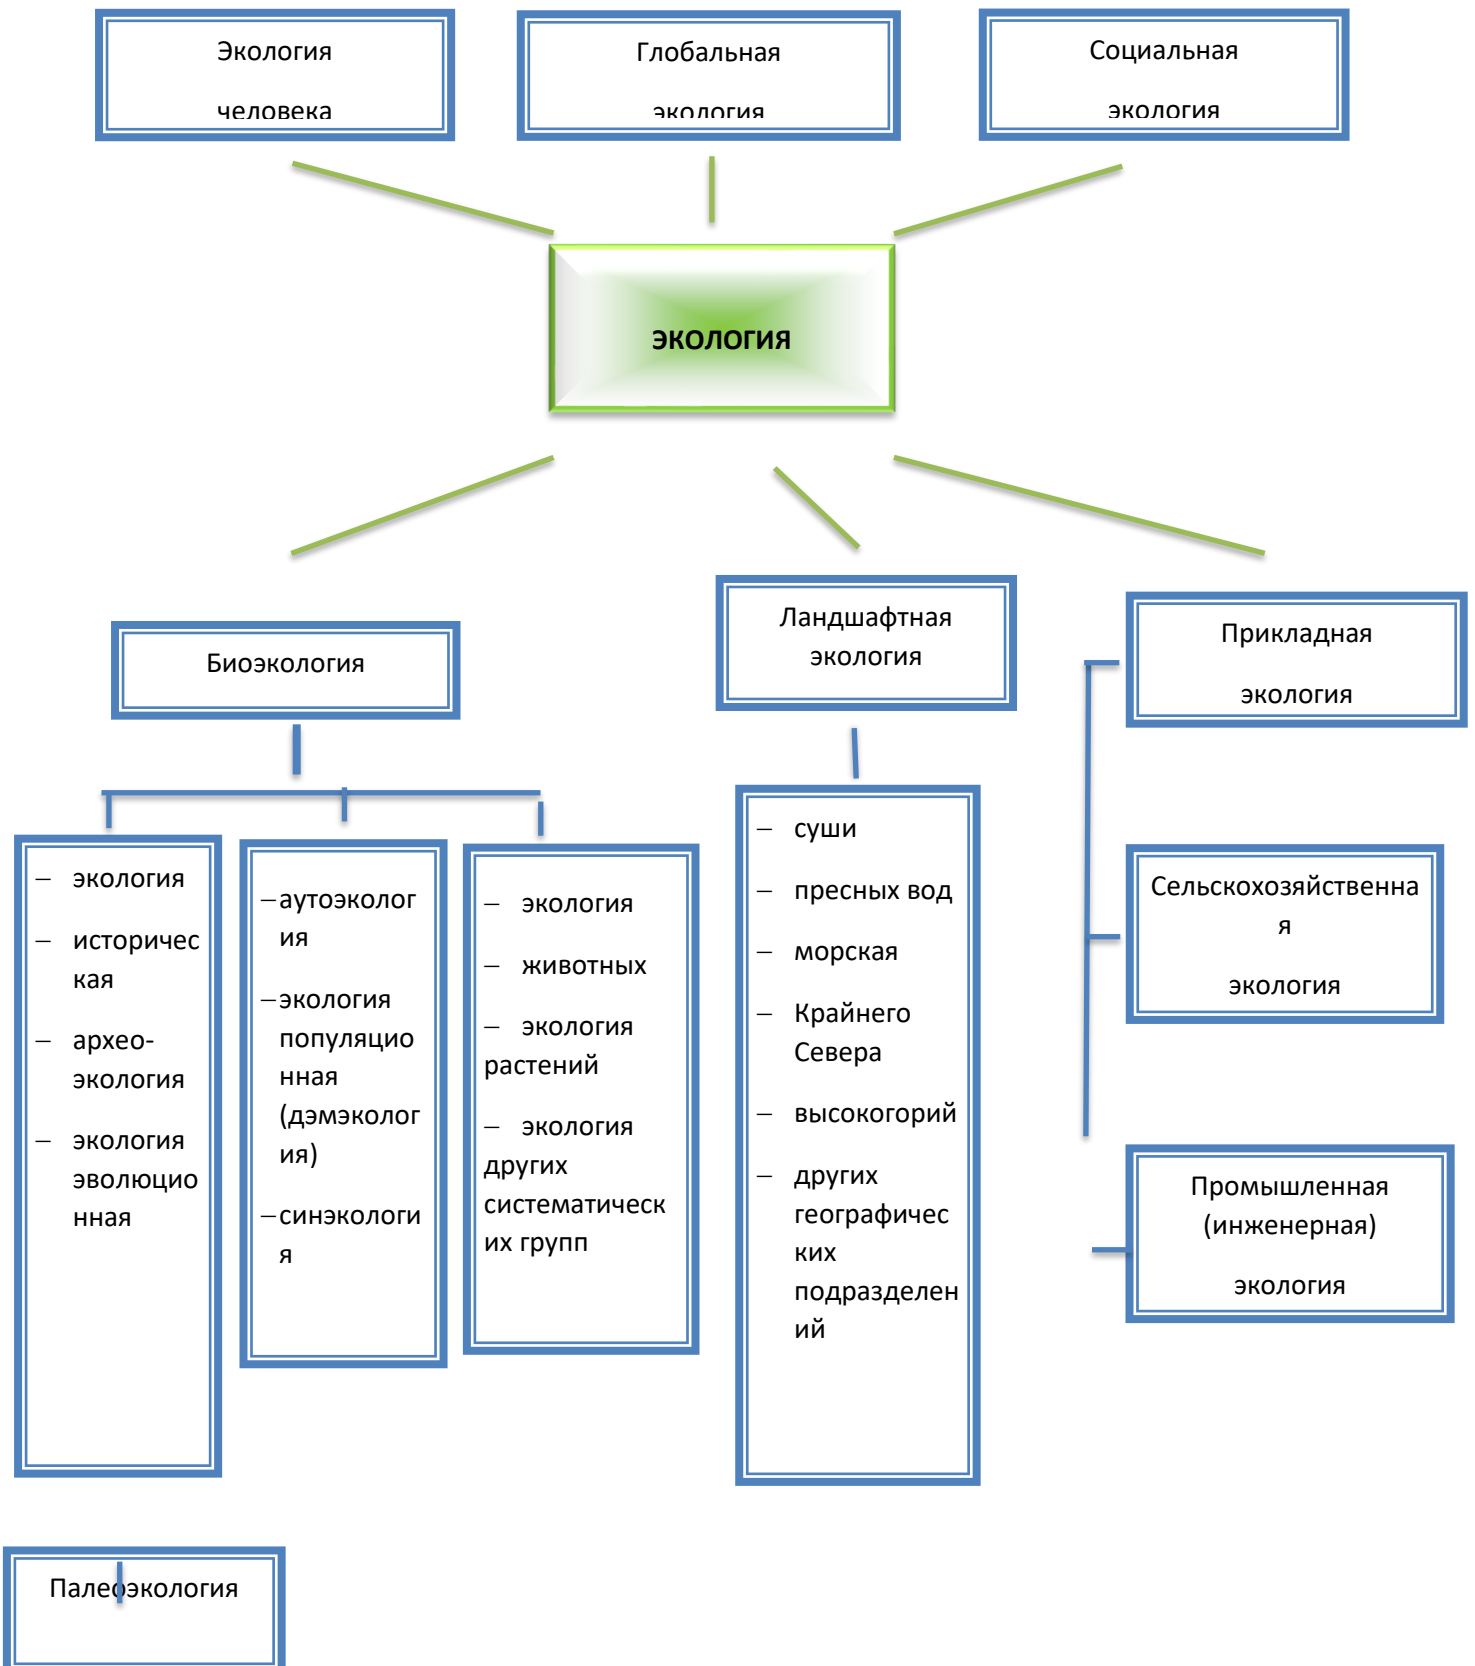 Экология
человека
Глобальная
экология
Социальная
экология
экология
Биоэкология
Ландшафтная
экология
Прикладная
экология
– экология
– историчес
кая
– архео-
экология
– экология
эволюцио
нная
–аутоэколог
ия
–экология
популяцио
нная
(дэмэколог
ия)
–синэкологи
я
– экология
– животных
– экология
растений
– экология
других
систематическ
их групп
– суши
– пресных вод
– морская
– Крайнего
Севера
– высокогорий
– других
географичес
ких
подразделен
ий
Сельскохозяйственна
я
экология
Промышленная
(инженерная)
экология
Палеоэкология